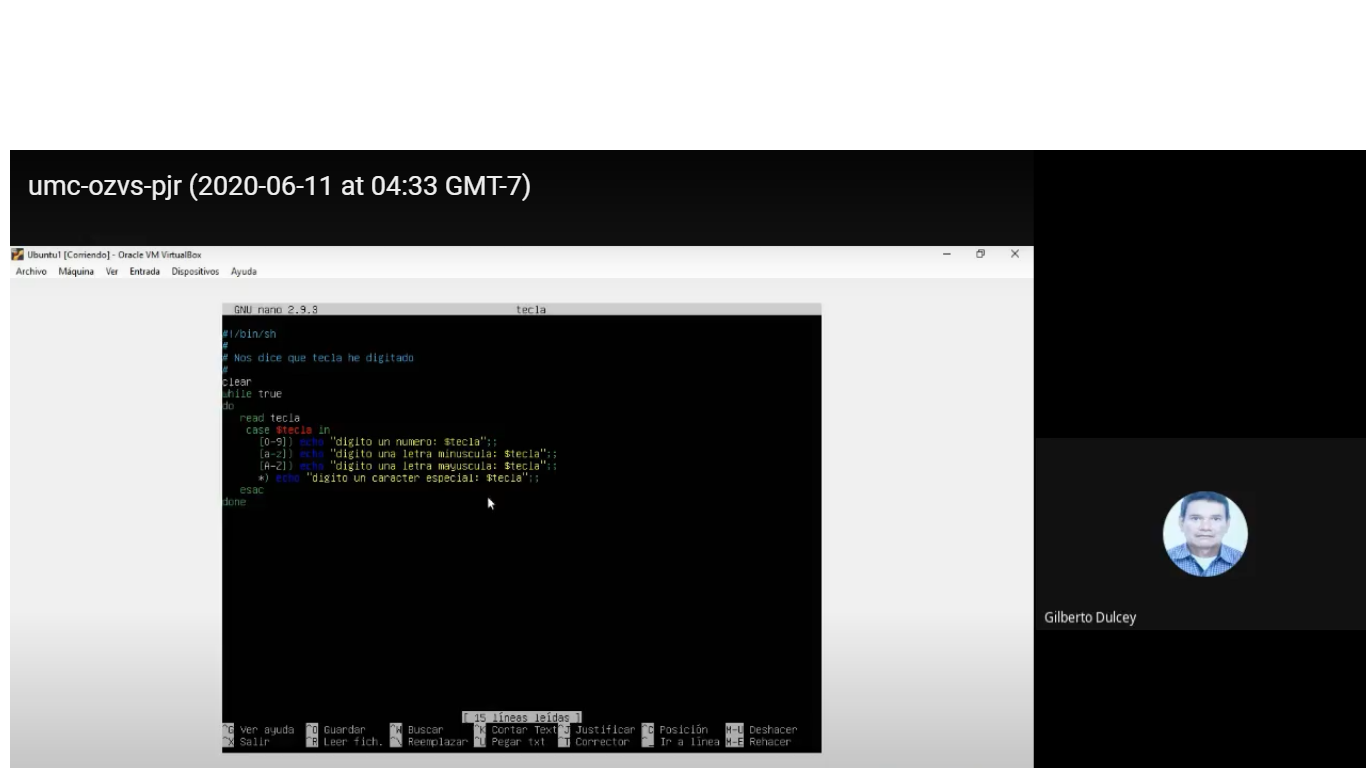 umc-ozvs-pjr (2020-06-11 at 04:33 GMT-7)
Ubuntu1 [Corriendo] - Oracle VM VirtualBox
Archivo Máquina Ver Entrada Dispositivos Ayuda
GNU nano 2.9.3 tecla
#!/bin/sh
#
# Nos dice que tecla he digitado
#
clear
while true
do
read tecla
case $tecla in
[0-9]) echo "digito un numero: $tecla";;
[a-z]) echo "digito una letra minuscula: $tecla";;
[A-Z]) echo "digito una letra mayuscula: $tecla";;
*) echo "digito un caracter especial: $tecla";;
esac
done
Gilberto Dulcey
[ 15 líneas leídas ]
^G Ver ayuda ^O Guardar ^W Buscar ^K Cortar Text ^J Justificar ^C Posición M-U Deshacer
^X Salir ^R Leer fich. ^\ Reemplazar ^U Pegar txt ^T Corrector ^_ Ir a línea M-E Rehacer